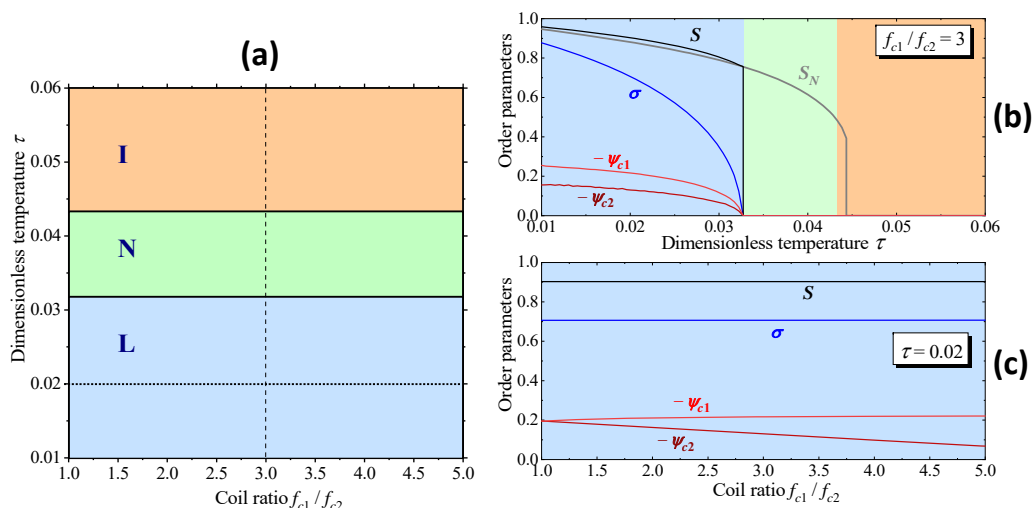 (a)
0.06
0.05
0.04
0.03
0.02
0.01
I
N
L
1.0 1.5 2.0 2.5 3.0 3.5 4.0 4.5 5.0
Coil ratio f_c1 / f_c2
Dimensionless temperature τ
(b)
1.0
0.8
0.6
0.4
0.2
0.0
S
f_c1 / f_c2 = 3
S_N
σ
− ψ_c1
− ψ_c2
0.01 0.02 0.03 0.04 0.05 0.06
Dimensionless temperature τ
Order parameters
(c)
1.0
0.8
0.6
0.4
0.2
0.0
S
σ
τ = 0.02
− ψ_c1
− ψ_c2
1.0 1.5 2.0 2.5 3.0 3.5 4.0 4.5 5.0
Coil ratio f_c1 / f_c2
Order parameters